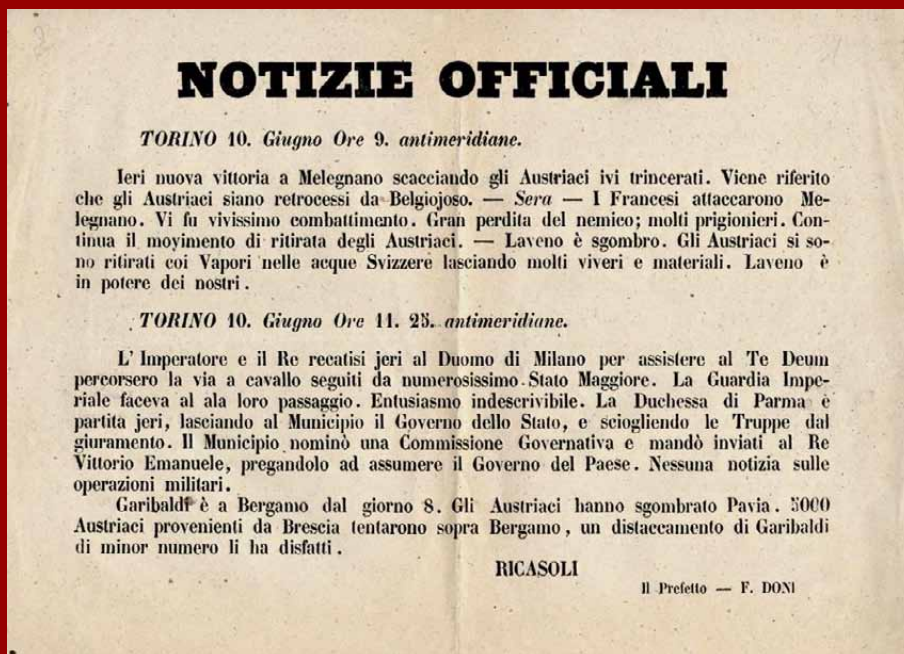 NOTIZIE OFFICIALI
TORINO 10. Giugno Ore 9. antimeridiane.
Ieri nuova vittoria a Melegnano scacciando gli Austriaci ivi trincerati. Viene riferito
che gli Austriaci siano retrocessi da Belgiojoso. — Sera — I Francesi attaccarono Me-
legnano. Vi fu vivissimo combattimento. Gran perdita del nemico; molti prigionieri. Con-
tinua il movimento di ritirata degli Austriaci. — Laveno è sgombro. Gli Austriaci si so-
no ritirati coi Vapori nelle acque Svizzere lasciando molti viveri e materiali. Laveno è
in potere dei nostri.
TORINO 10. Giugno Ore 11. 25. antimeridiane.
L' Imperatore e il Re recatisi jeri al Duomo di Milano per assistere al Te Deum
percorsero la via a cavallo seguiti da numerosissimo Stato Maggiore. La Guardia Impe-
riale faceva al ala loro passaggio. Entusiasmo indescrivibile. La Duchessa di Parma è
partita jeri, lasciando al Municipio il Governo dello Stato, e sciogliendo le Truppe dal
giuramento. Il Municipio nominò una Commissione Governativa e mandò inviati al Re
Vittorio Emanuele, pregandolo ad assumere il Governo del Paese. Nessuna notizia sulle
operazioni militari.
Garibaldi è a Bergamo dal giorno 8. Gli Austriaci hanno sgombrato Pavia. 5000
Austriaci provenienti da Brescia tentarono sopra Bergamo, un distaccamento di Garibaldi
di minor numero li ha disfatti.
RICASOLI
Il Prefetto — F. DONI